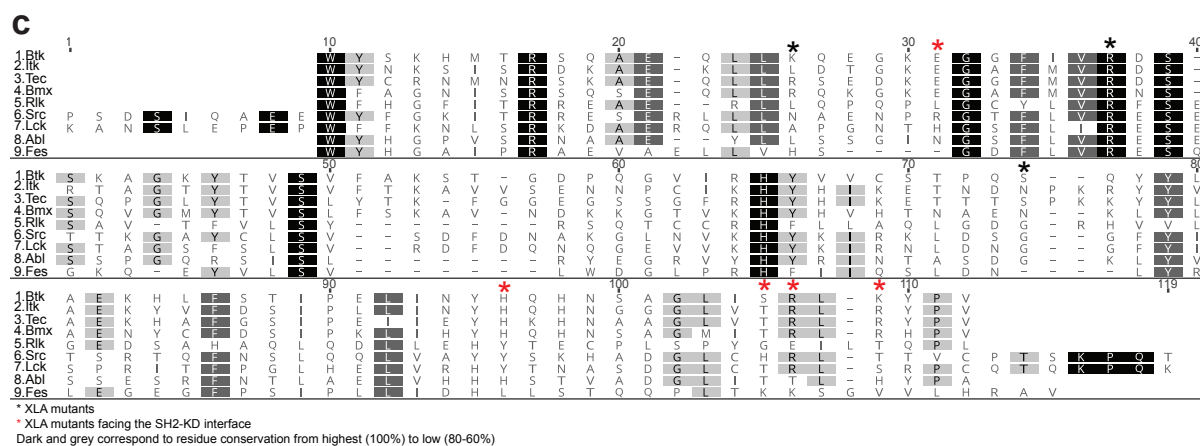 C
1 10 20 * 30 * * 40
1.Btk W Y S K H M T R S Q A E - Q L L K Q E G K E G G F I V R D S -
2.Itk W Y N K S I S R D K A E - K L L L D T G K E G A F M V R D S -
3.Tec W Y C R N M N R S K A E - Q L L R S E D K E G G F M V R D S -
4.Bmx W F A G N I S R S Q S E - Q L L R Q K G K E G A F M V R N S -
5.Rlk W Y H G F I T R R E A E - R L L Q P Q P L G C Y L V R E S -
6.Src P S D S I Q A E E W Y F G K I T R R E S E R L L L N A E N P R G T F L V R E S E
7.Lck K A N S L E P E P W F F K N L S R K D A E R Q L L A P G N T H G S F L I R E S E
8.Abl W Y H G P V S R N A A E - Y L L S S G I N G S F L V R E S E
9.Fes W Y H G A I P R A E V A E L L V H S - - - G D F L V R E S Q
50 60 70 * 80
1.Btk S K A G K Y T V S V F A K S T - G D P Q G V I R H Y V V C S T P Q S - - Q Y Y L
2.Itk R T A G T Y T V S V F T K A V V S E N N P C I K H Y H I K E T N D N P K R Y Y V
3.Tec S Q P G L Y T V S L Y T K - F G G E G S S G F R H Y H I K E T T T S P K K Y Y L
4.Bmx S Q V G M Y T V S L F S K A V - N D K K G T V K H Y H V H T N A E N - - K L Y L
5.Rlk S A V - T F V L S Y - - - - - R S Q T C C R H F L L A Q L G D G - R H V V L
6.Src T T K G A Y C L S V - - S D F D N A K G L N V K H Y K I R K L D S G - - G F Y I
7.Lck S T A G S F S L S V - - R D F D Q N Q G E V V K H Y K I R N L D N G - - G F Y I
8.Abl S S P G Q R S I S L - - - - - - R Y E G R V Y H Y R I N T A S D G - - K L Y V
9.Fes G K Q - E Y V L S V - - - - - - - L W D G L P R H F I I Q S L D N - - - L Y R
90 * 100 * * * 110 119
1.Btk A E K H L F S T I P E L I N Y H Q H N S A G L I S R L - K Y P V
2.Itk A E K Y V F D S I P L L I N Y H Q H N G G G L V T R L - R Y P V
3.Tec A E K H A F G S I P E I I E Y H K H N A A G L V T R L - R Y P V
4.Bmx A E N Y C F D S I P K L I H Y H Q H N S A G M I T R L - R H P V
5.Rlk G E D S A H A Q L Q D L L E H Y T E C P L S P Y G E I L T Q P L
6.Src T S R T Q F N S L Q Q L V A Y Y S K H A D G L C H R L - T T V C P T S K P Q T
7.Lck S P R I T F P G L H E L V R H Y T N A S D G L C T R L - S R P C Q T Q K P Q K
8.Abl S S E S R F N T L A E L V H H H S T V A D G L I T T L - H Y P A
9.Fes L E G E G F P S I P L L I D H L L S T Q Q P L T K K S G V V L H R A V
* XLA mutants
* XLA mutants facing the SH2-KD interface
Dark and grey correspond to residue conservation from highest (100%) to low (80-60%)